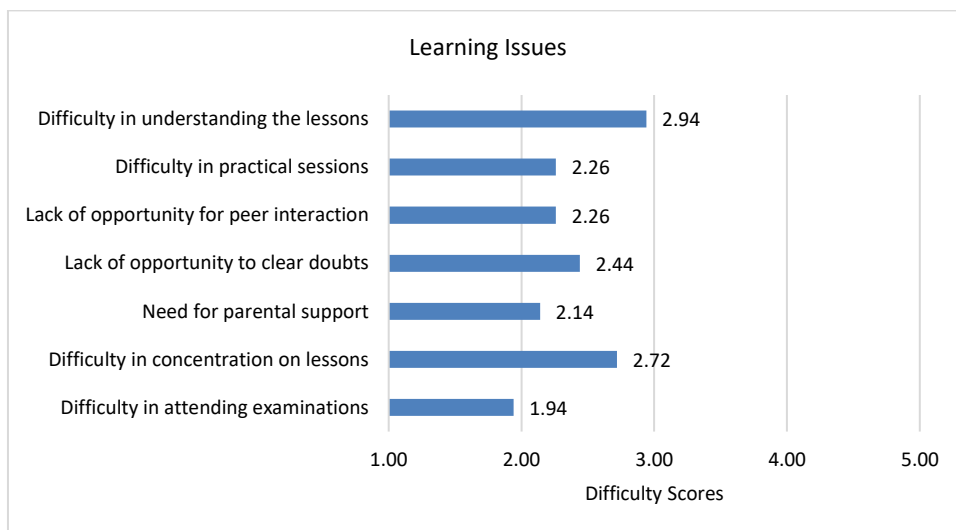 Learning Issues
Difficulty in understanding the lessons 2.94
Difficulty in practical sessions 2.26
Lack of opportunity for peer interaction 2.26
Lack of opportunity to clear doubts 2.44
Need for parental support 2.14
Difficulty in concentration on lessons 2.72
Difficulty in attending examinations 1.94
1.00 2.00 3.00 4.00 5.00
Difficulty Scores